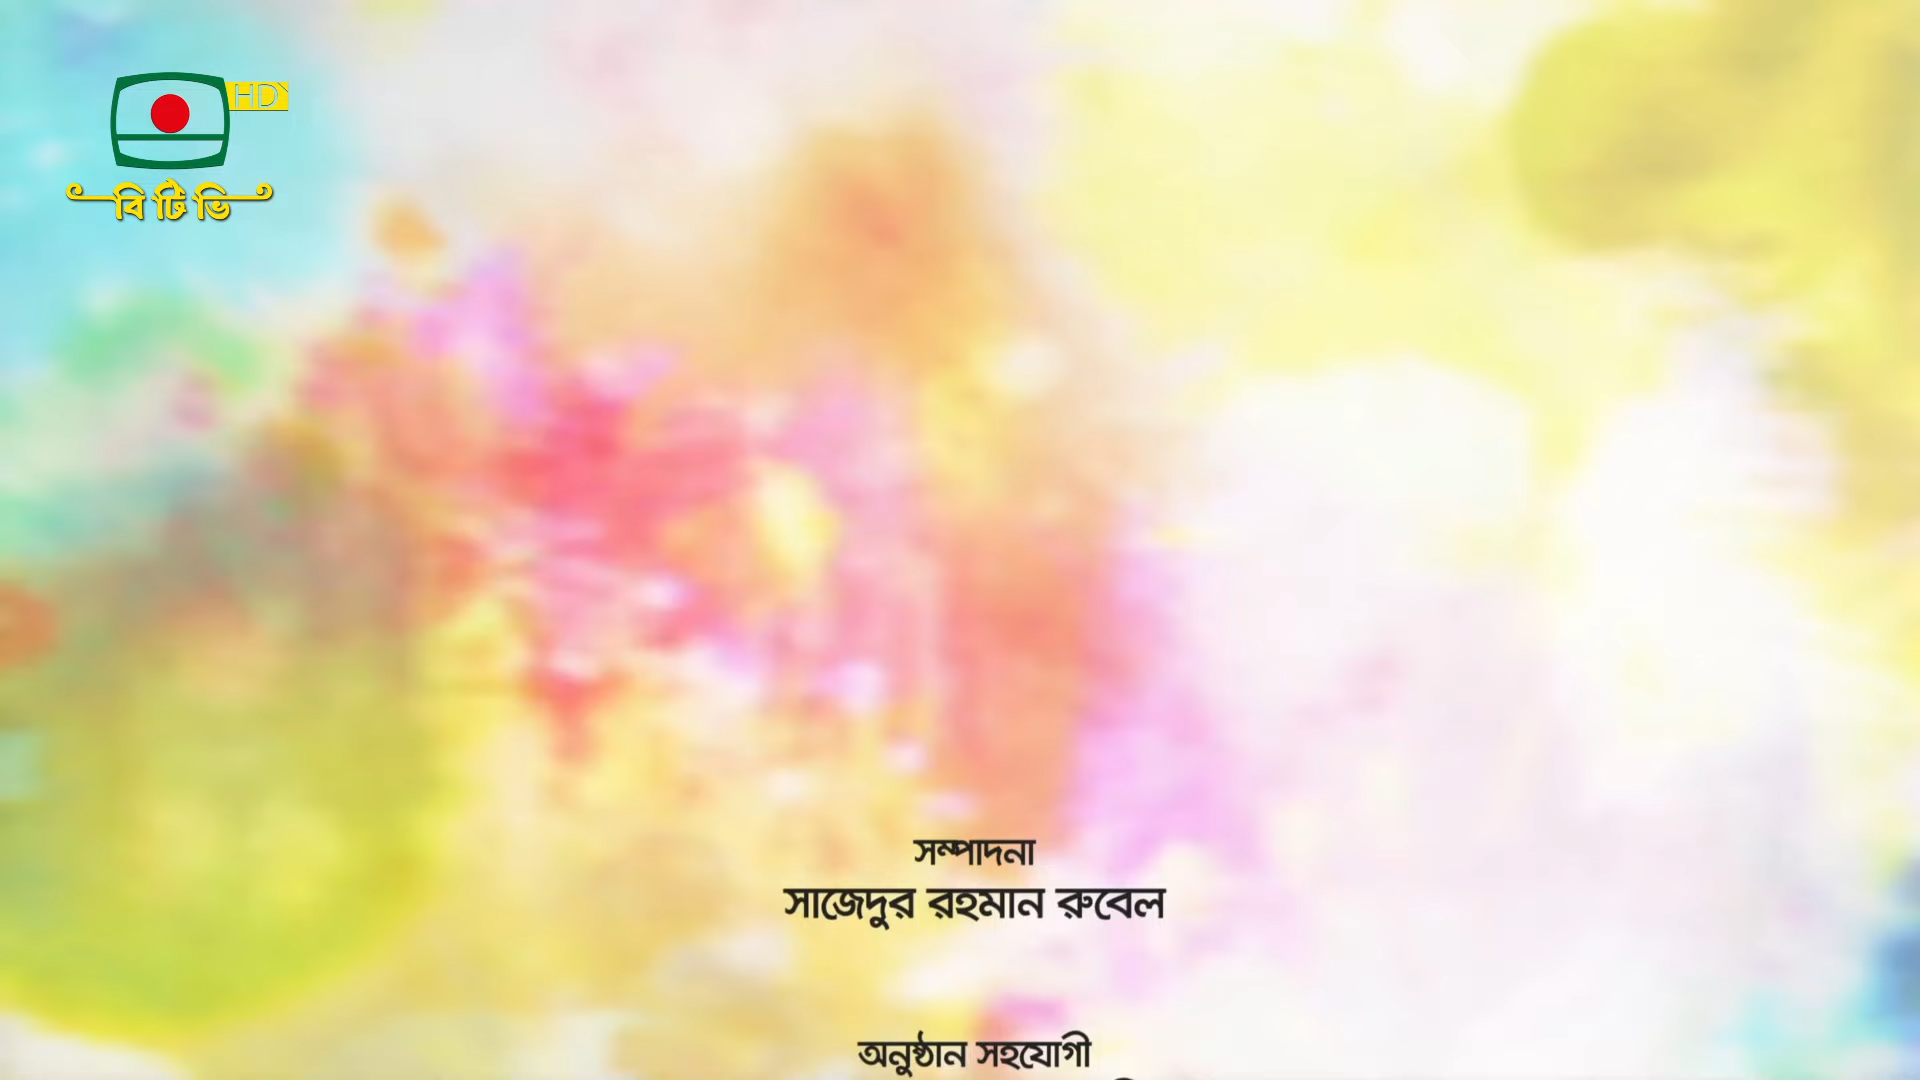 HD
বিটিভি
সম্পাদনা
সাজেদুর রহমান রুবেল
অনুষ্ঠান সহযোগী